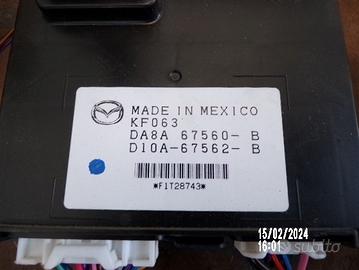 MADE IN MEXICO
KF063
DA8A 67560- B
D10A-67562- B
*F1T28743*
15/02/2024
16:01
subito